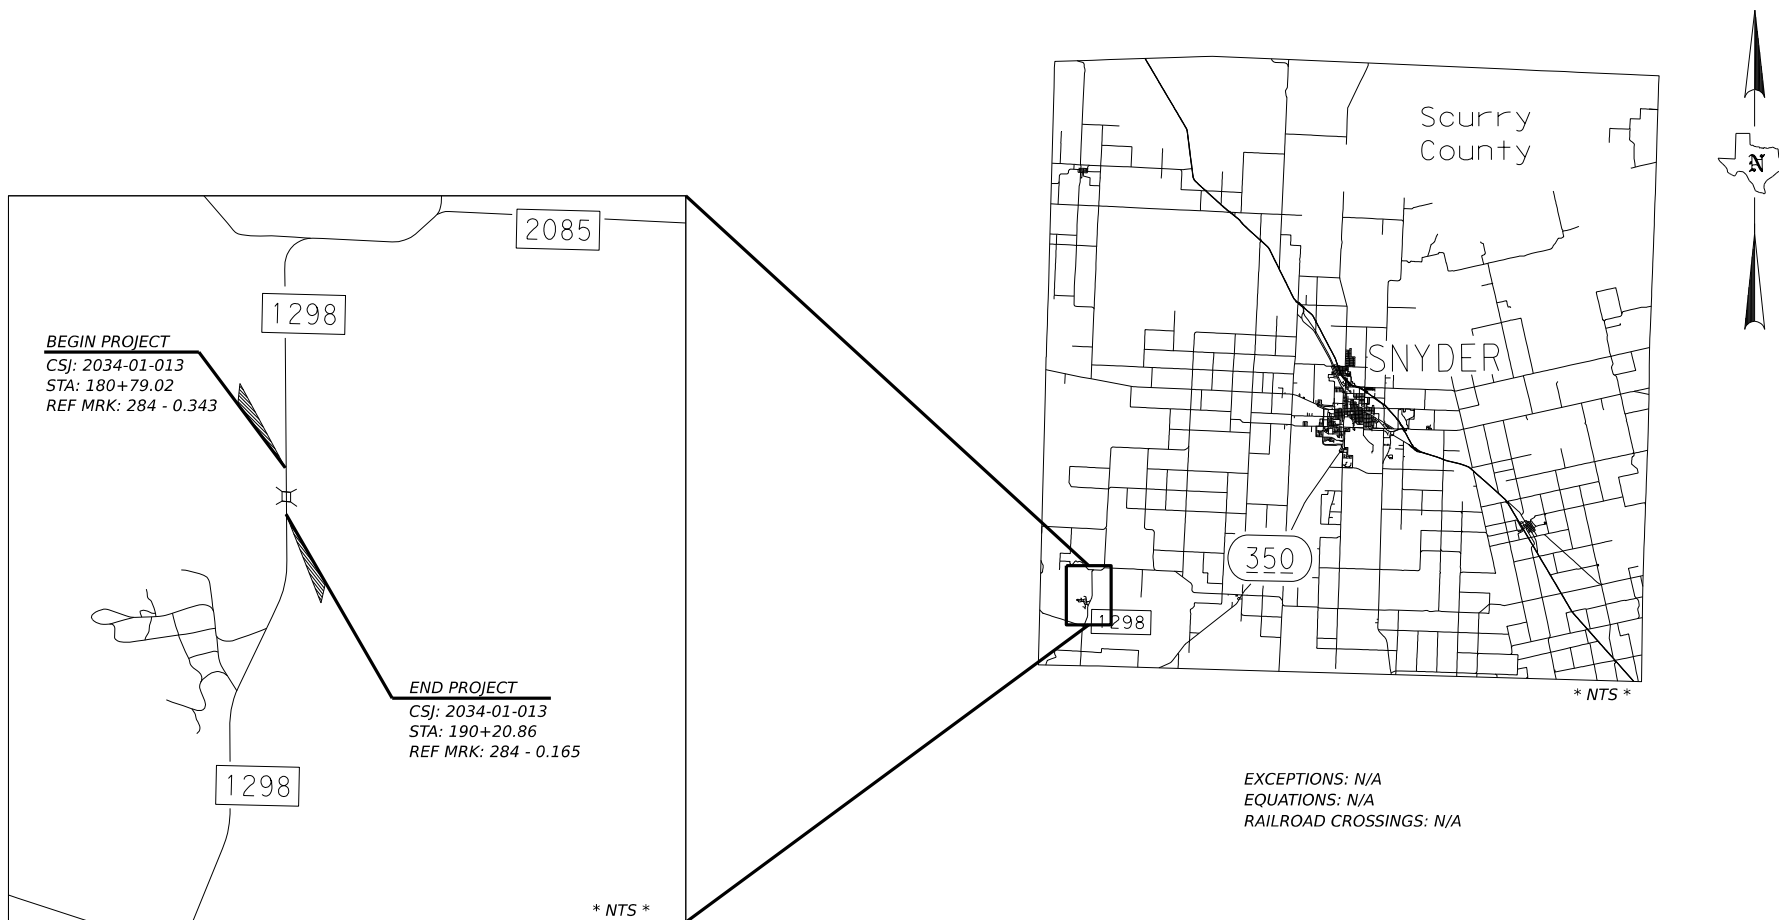 2085
1298
BEGIN PROJECT
CSJ: 2034-01-013
STA: 180+79.02
REF MRK: 284 - 0.343
END PROJECT
CSJ: 2034-01-013
STA: 190+20.86
REF MRK: 284 - 0.165
1298
* NTS *
Scurry
County
SNYDER
350
1298
* NTS *
N
EXCEPTIONS: N/A
EQUATIONS: N/A
RAILROAD CROSSINGS: N/A